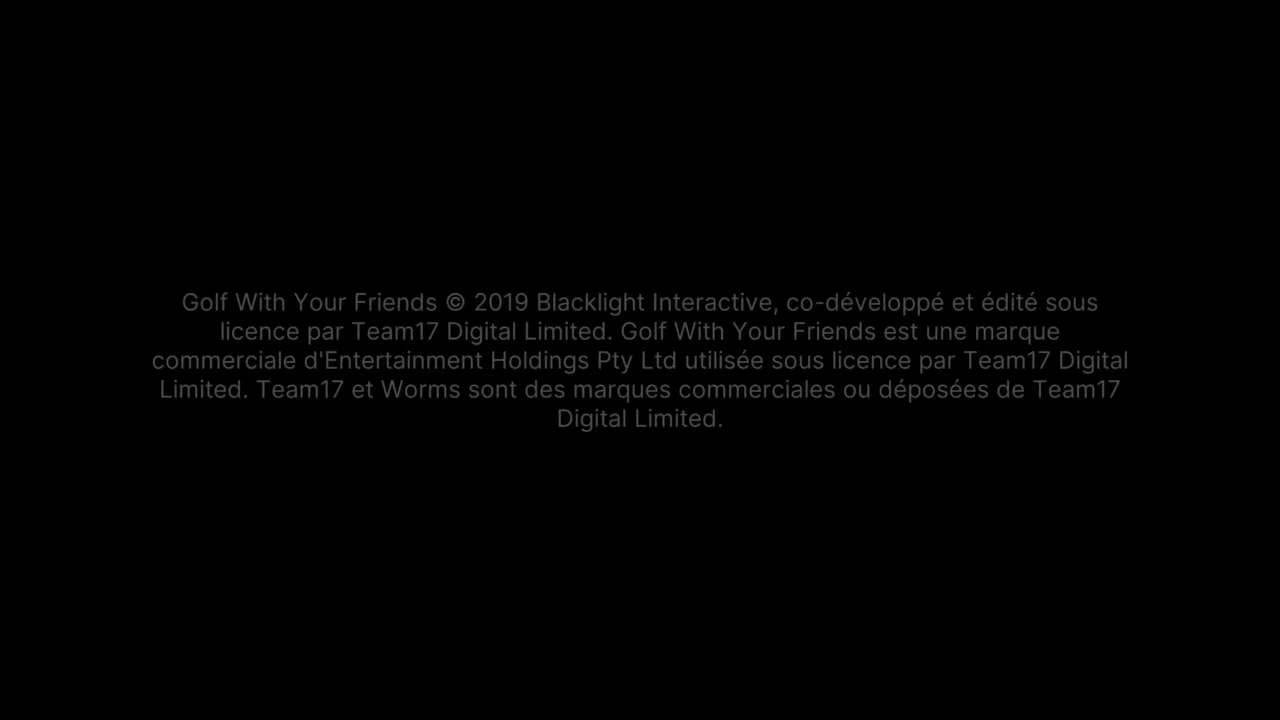 Golf With Your Friends © 2019 Blacklight Interactive, co-développé et édité sous
licence par Team17 Digital Limited. Golf With Your Friends est une marque
commerciale d'Entertainment Holdings Pty Ltd utilisée sous licence par Team17 Digital
Limited. Team17 et Worms sont des marques commerciales ou déposées de Team17
Digital Limited.